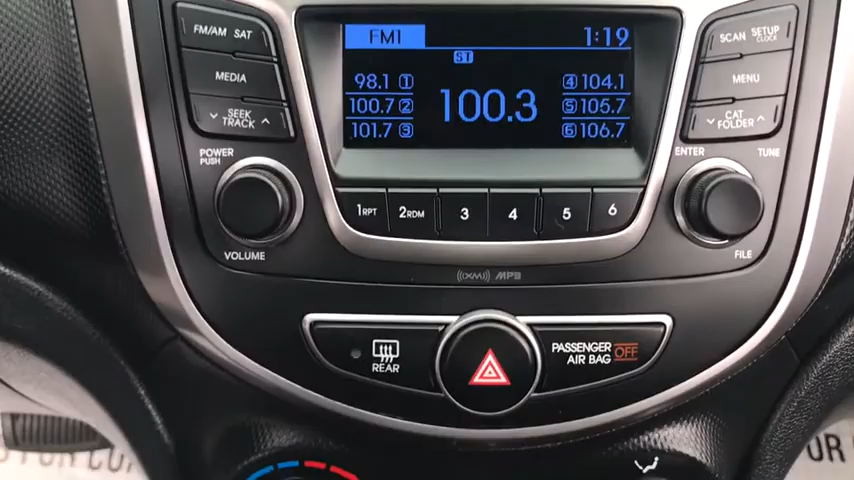 FM1
1:19
ST
98.1 1
100.7 2
101.7 3
100.3
4 104.1
5 105.7
6 106.7
FM/AM SAT
MEDIA
SEEK
TRACK
POWER
PUSH
VOLUME
SCAN SETUP
CLOCK
MENU
CAT
FOLDER
ENTER
TUNE
FILE
1RPT
2RDM
3
4
5
6
XM MP3
REAR
PASSENGER OFF
AIR BAG